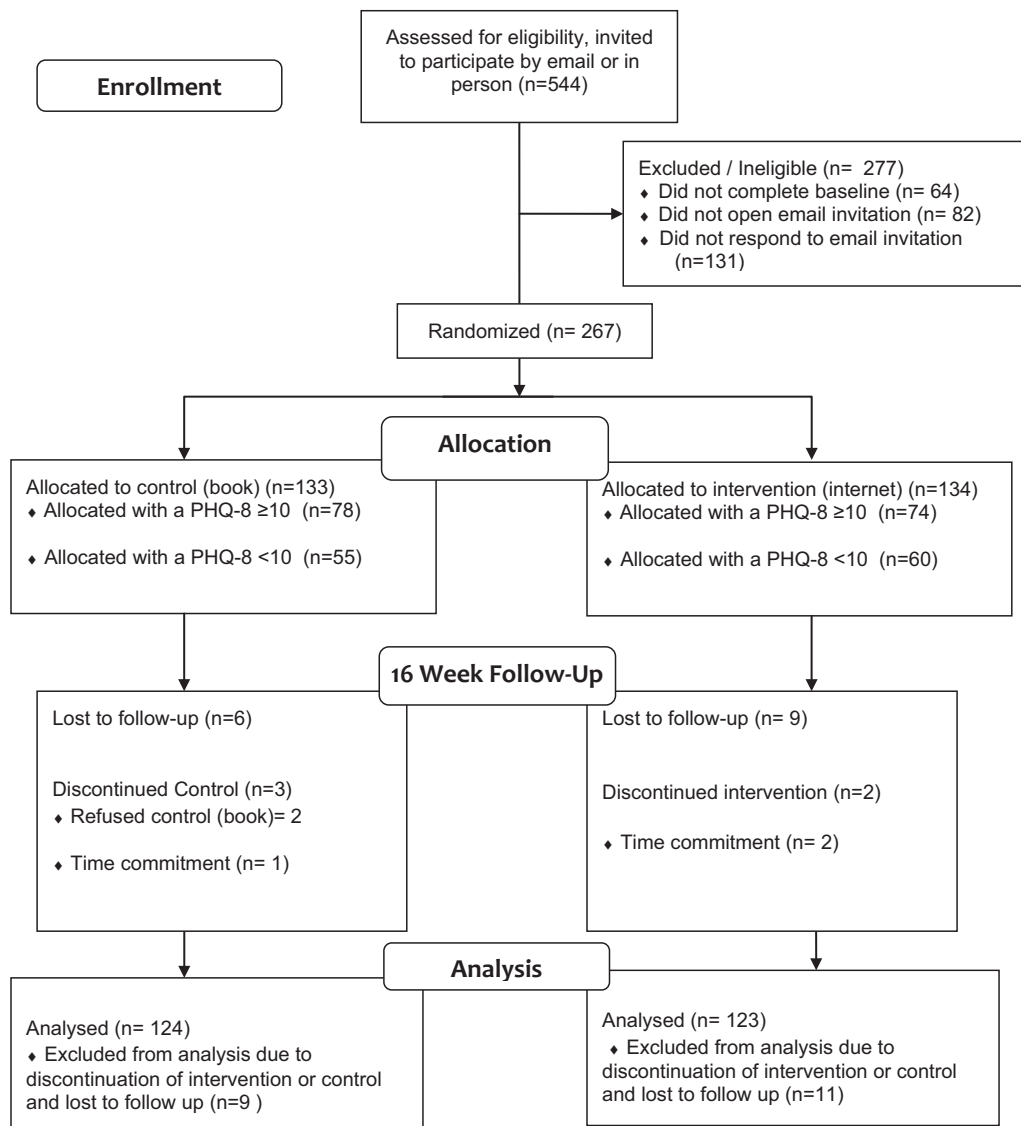 Assessed for eligibility, invited
to participate by email or in
person (n=544)
Enrollment
Excluded / Ineligible (n= 277)
♦ Did not complete baseline (n= 64)
♦ Did not open email invitation (n= 82)
♦ Did not respond to email invitation
(n=131)
Randomized (n= 267)
Allocation
Allocated to control (book) (n=133)
♦ Allocated with a PHQ-8 ≥10 (n=78)
♦ Allocated with a PHQ-8 <10 (n=55)
Allocated to intervention (internet) (n=134)
♦ Allocated with a PHQ-8 ≥10 (n=74)
♦ Allocated with a PHQ-8 <10 (n=60)
16 Week Follow-Up
Lost to follow-up (n=6)
Discontinued Control (n=3)
♦ Refused control (book)= 2
♦ Time commitment (n= 1)
Lost to follow-up (n= 9)
Discontinued intervention (n=2)
♦ Time commitment (n= 2)
Analysis
Analysed (n= 124)
♦ Excluded from analysis due to
discontinuation of intervention or control
and lost to follow up (n=9 )
Analysed (n= 123)
♦ Excluded from analysis due to
discontinuation of intervention or control
and lost to follow up (n=11)